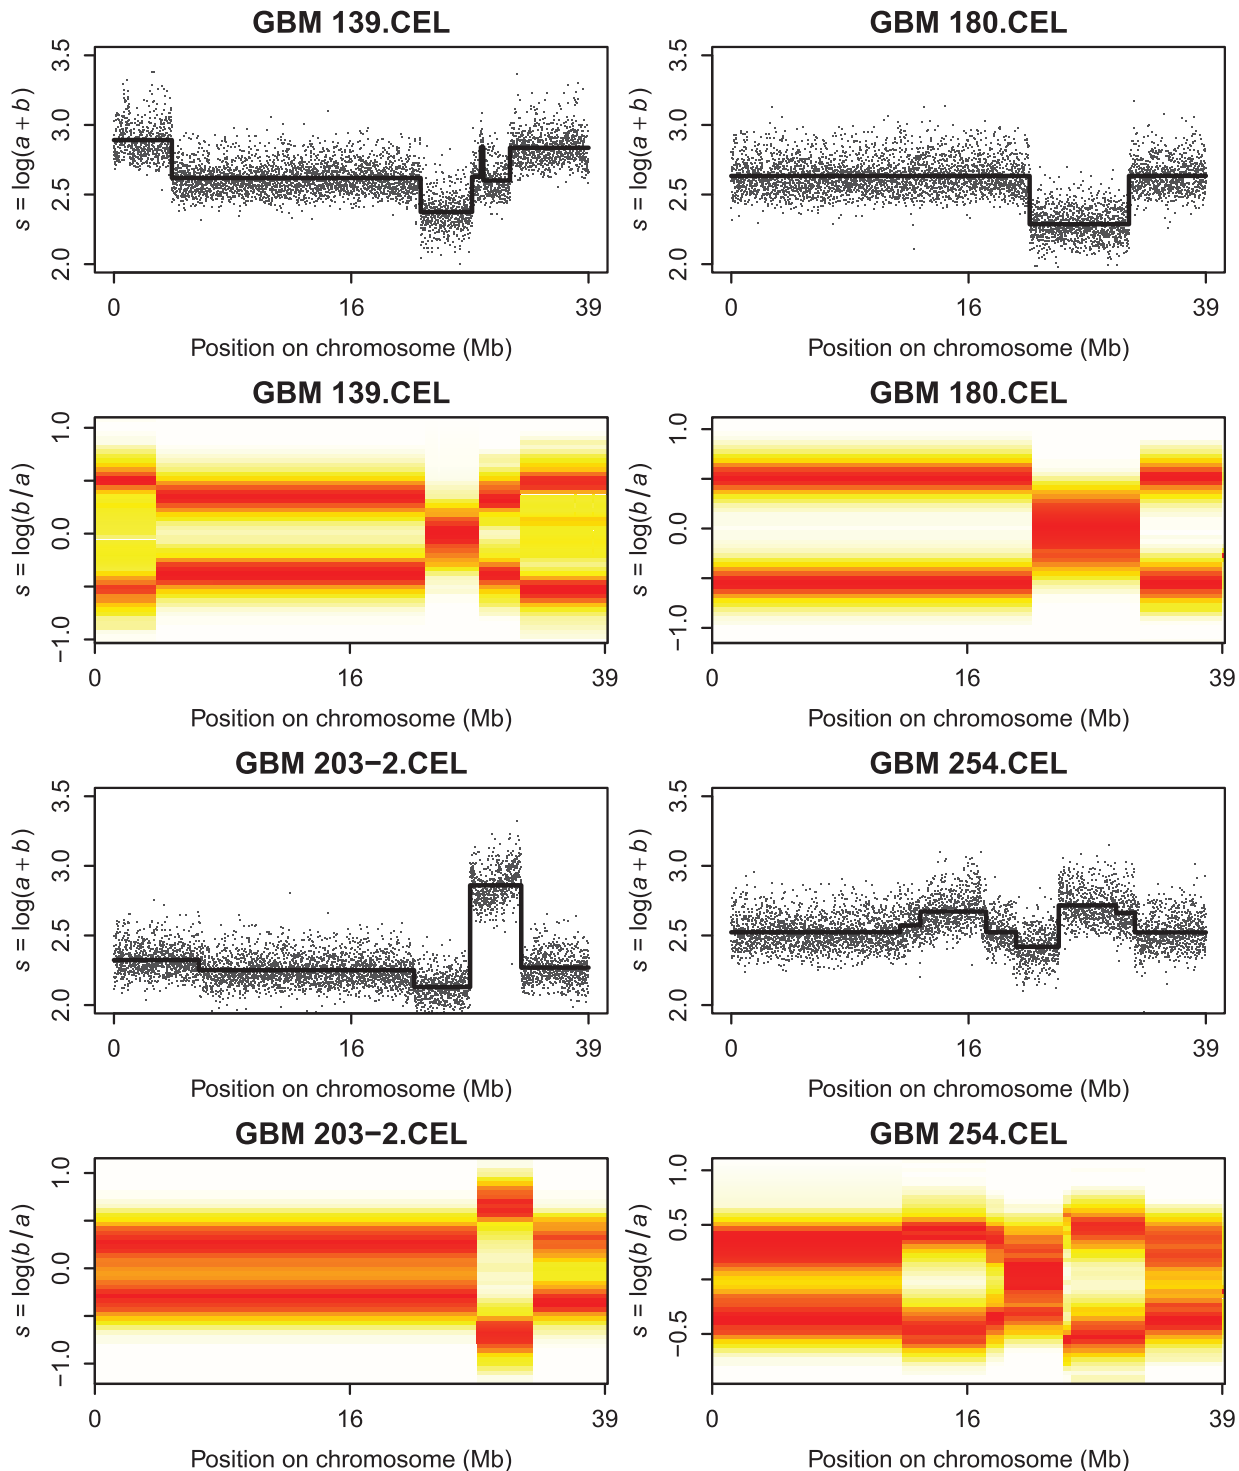 GBM 139.CEL
s = log(a + b)
3.5
3.0
2.5
2.0
0 16 39
Position on chromosome (Mb)
GBM 180.CEL
s = log(a + b)
3.5
3.0
2.5
2.0
0 16 39
Position on chromosome (Mb)
GBM 139.CEL
s = log(b / a)
1.0
0.0
−1.0
0 16 39
Position on chromosome (Mb)
GBM 180.CEL
s = log(b / a)
1.0
0.0
−1.0
0 16 39
Position on chromosome (Mb)
GBM 203−2.CEL
s = log(a + b)
3.5
3.0
2.5
2.0
0 16 39
Position on chromosome (Mb)
GBM 254.CEL
s = log(a + b)
3.5
3.0
2.5
2.0
0 16 39
Position on chromosome (Mb)
GBM 203−2.CEL
s = log(b / a)
1.0
0.0
−1.0
0 16 39
Position on chromosome (Mb)
GBM 254.CEL
s = log(b / a)
1.0
0.5
−0.5
0 16 39
Position on chromosome (Mb)